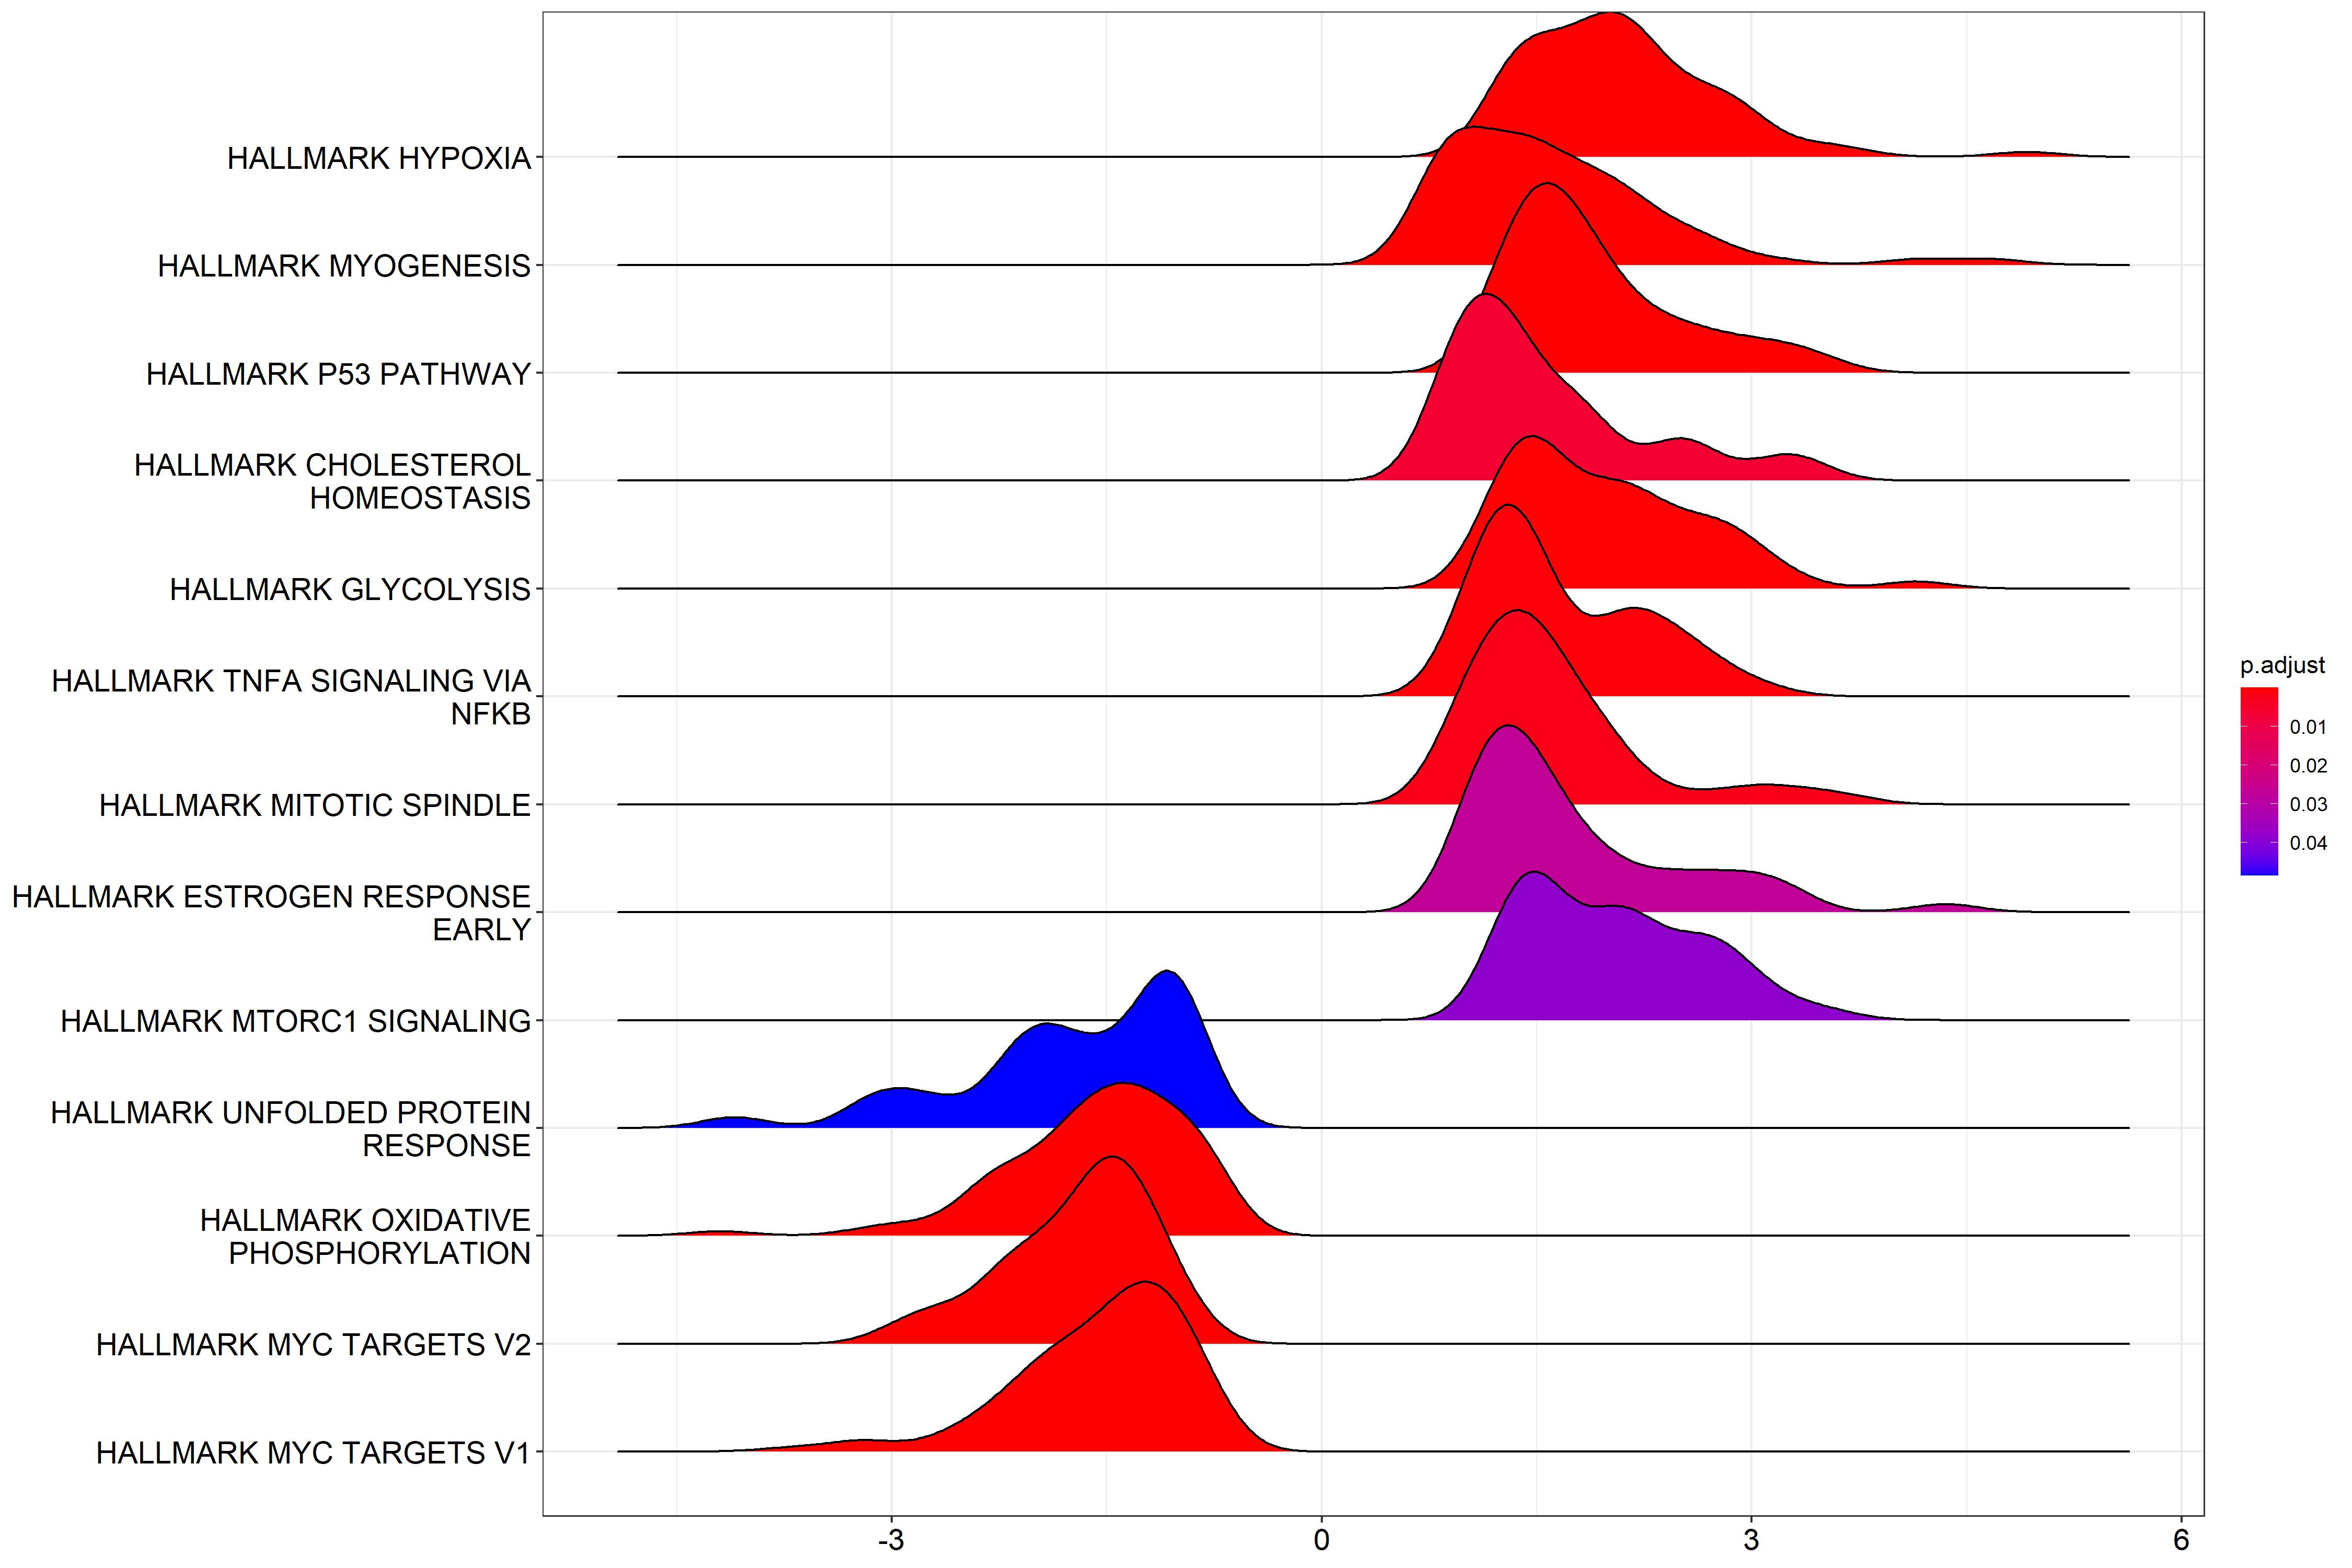 HALLMARK HYPOXIA
HALLMARK MYOGENESIS
HALLMARK P53 PATHWAY
HALLMARK CHOLESTEROL
HOMEOSTASIS
HALLMARK GLYCOLYSIS
HALLMARK TNFA SIGNALING VIA
NFKB
HALLMARK MITOTIC SPINDLE
HALLMARK ESTROGEN RESPONSE
EARLY
HALLMARK MTORC1 SIGNALING
HALLMARK UNFOLDED PROTEIN
RESPONSE
HALLMARK OXIDATIVE
PHOSPHORYLATION
HALLMARK MYC TARGETS V2
HALLMARK MYC TARGETS V1
-3 0 3 6
p.adjust
0.01
0.02
0.03
0.04